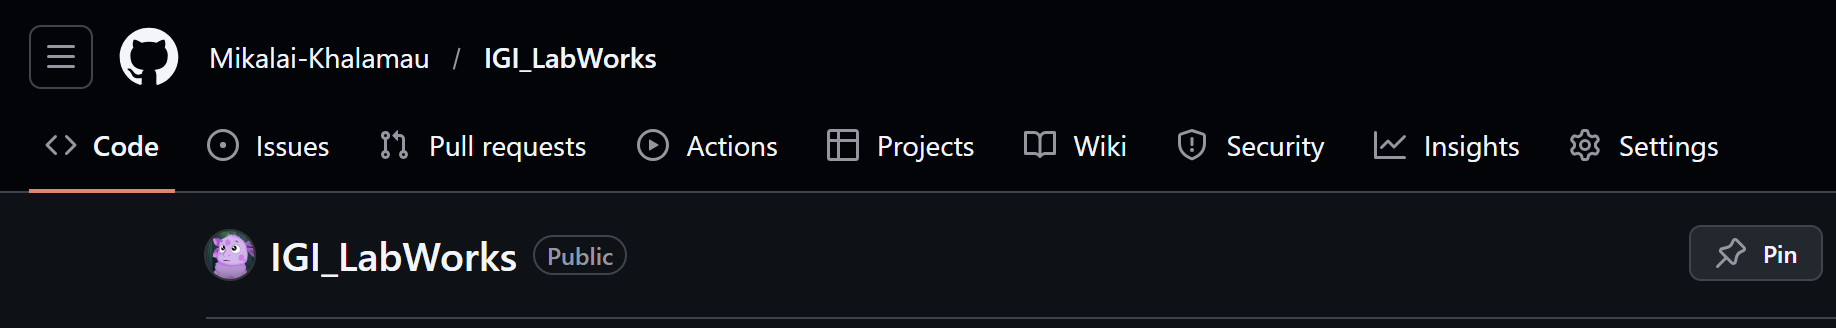 Mikalai-Khalamau / IGI_LabWorks
Code Issues Pull requests Actions Projects Wiki Security Insights Settings
IGI_LabWorks Public Pin